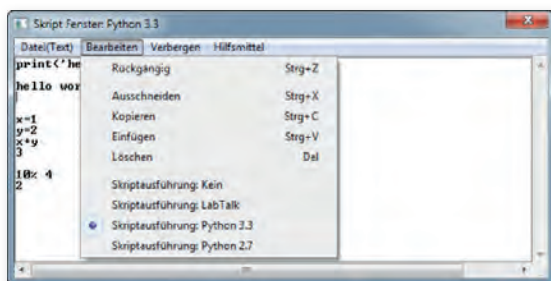 Skript Fenster: Python 3.3
Datei(Text) Bearbeiten Verbergen Hilfsmittel
print('he
hello wor
x=1
y=2
x+y
3
10% 4
2
Rückgängig Strg+Z
Ausschneiden Strg+X
Kopieren Strg+C
Einfügen Strg+V
Löschen Del
Skriptausführung: Kein
Skriptausführung: LabTalk
Skriptausführung: Python 3.3
Skriptausführung: Python 2.7